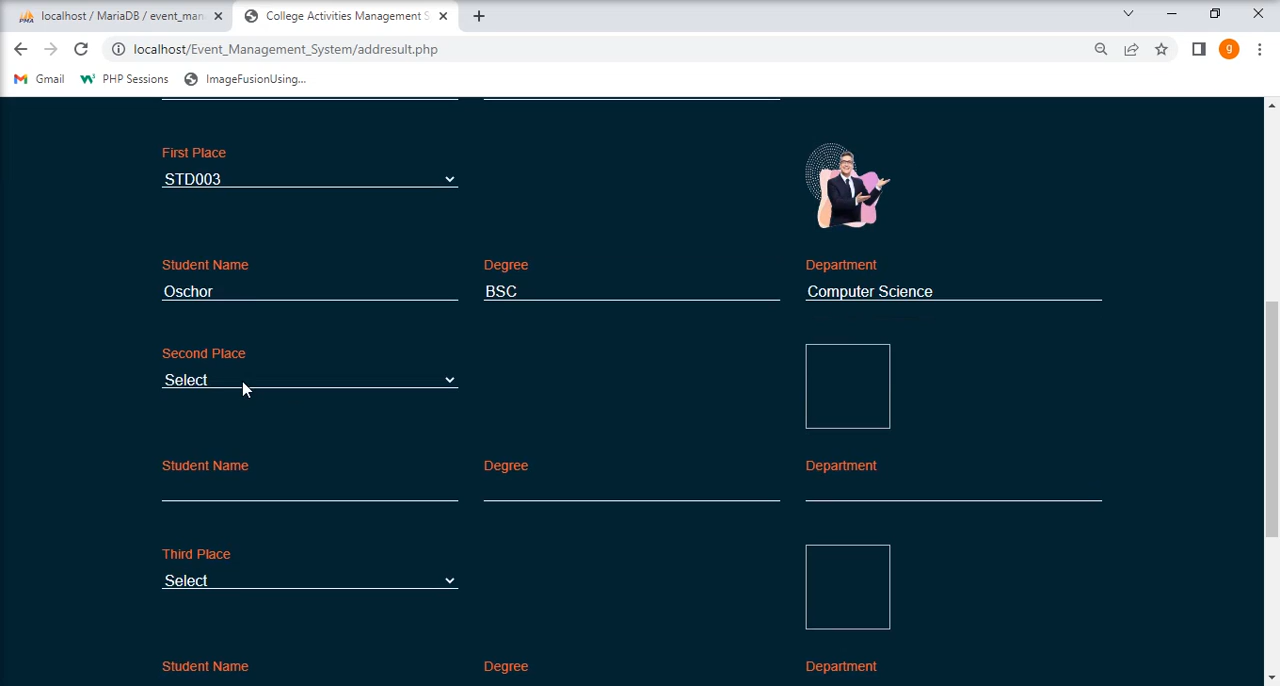 localhost / MariaDB / event_man
College Activities Management S
localhost/Event_Management_System/addresult.php
g
Gmail
PHP Sessions
ImageFusionUsing...
First Place
STD003
Student Name
Degree
Department
Oschor
BSC
Computer Science
Second Place
Select
Student Name
Degree
Department
Third Place
Select
Student Name
Degree
Department